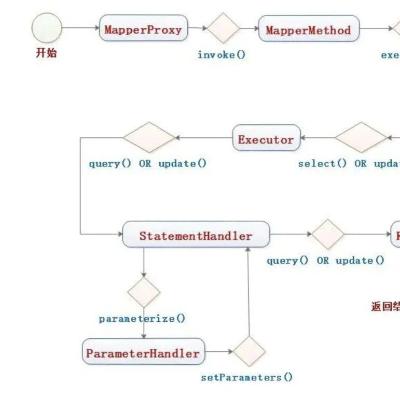 MapperProxy
MapperMethod
开始
invoke()
exe
Executor
query() OR update()
select() OR upda
StatementHandler
query() OR update()
返回结
parameterize()
ParameterHandler
setParameters()